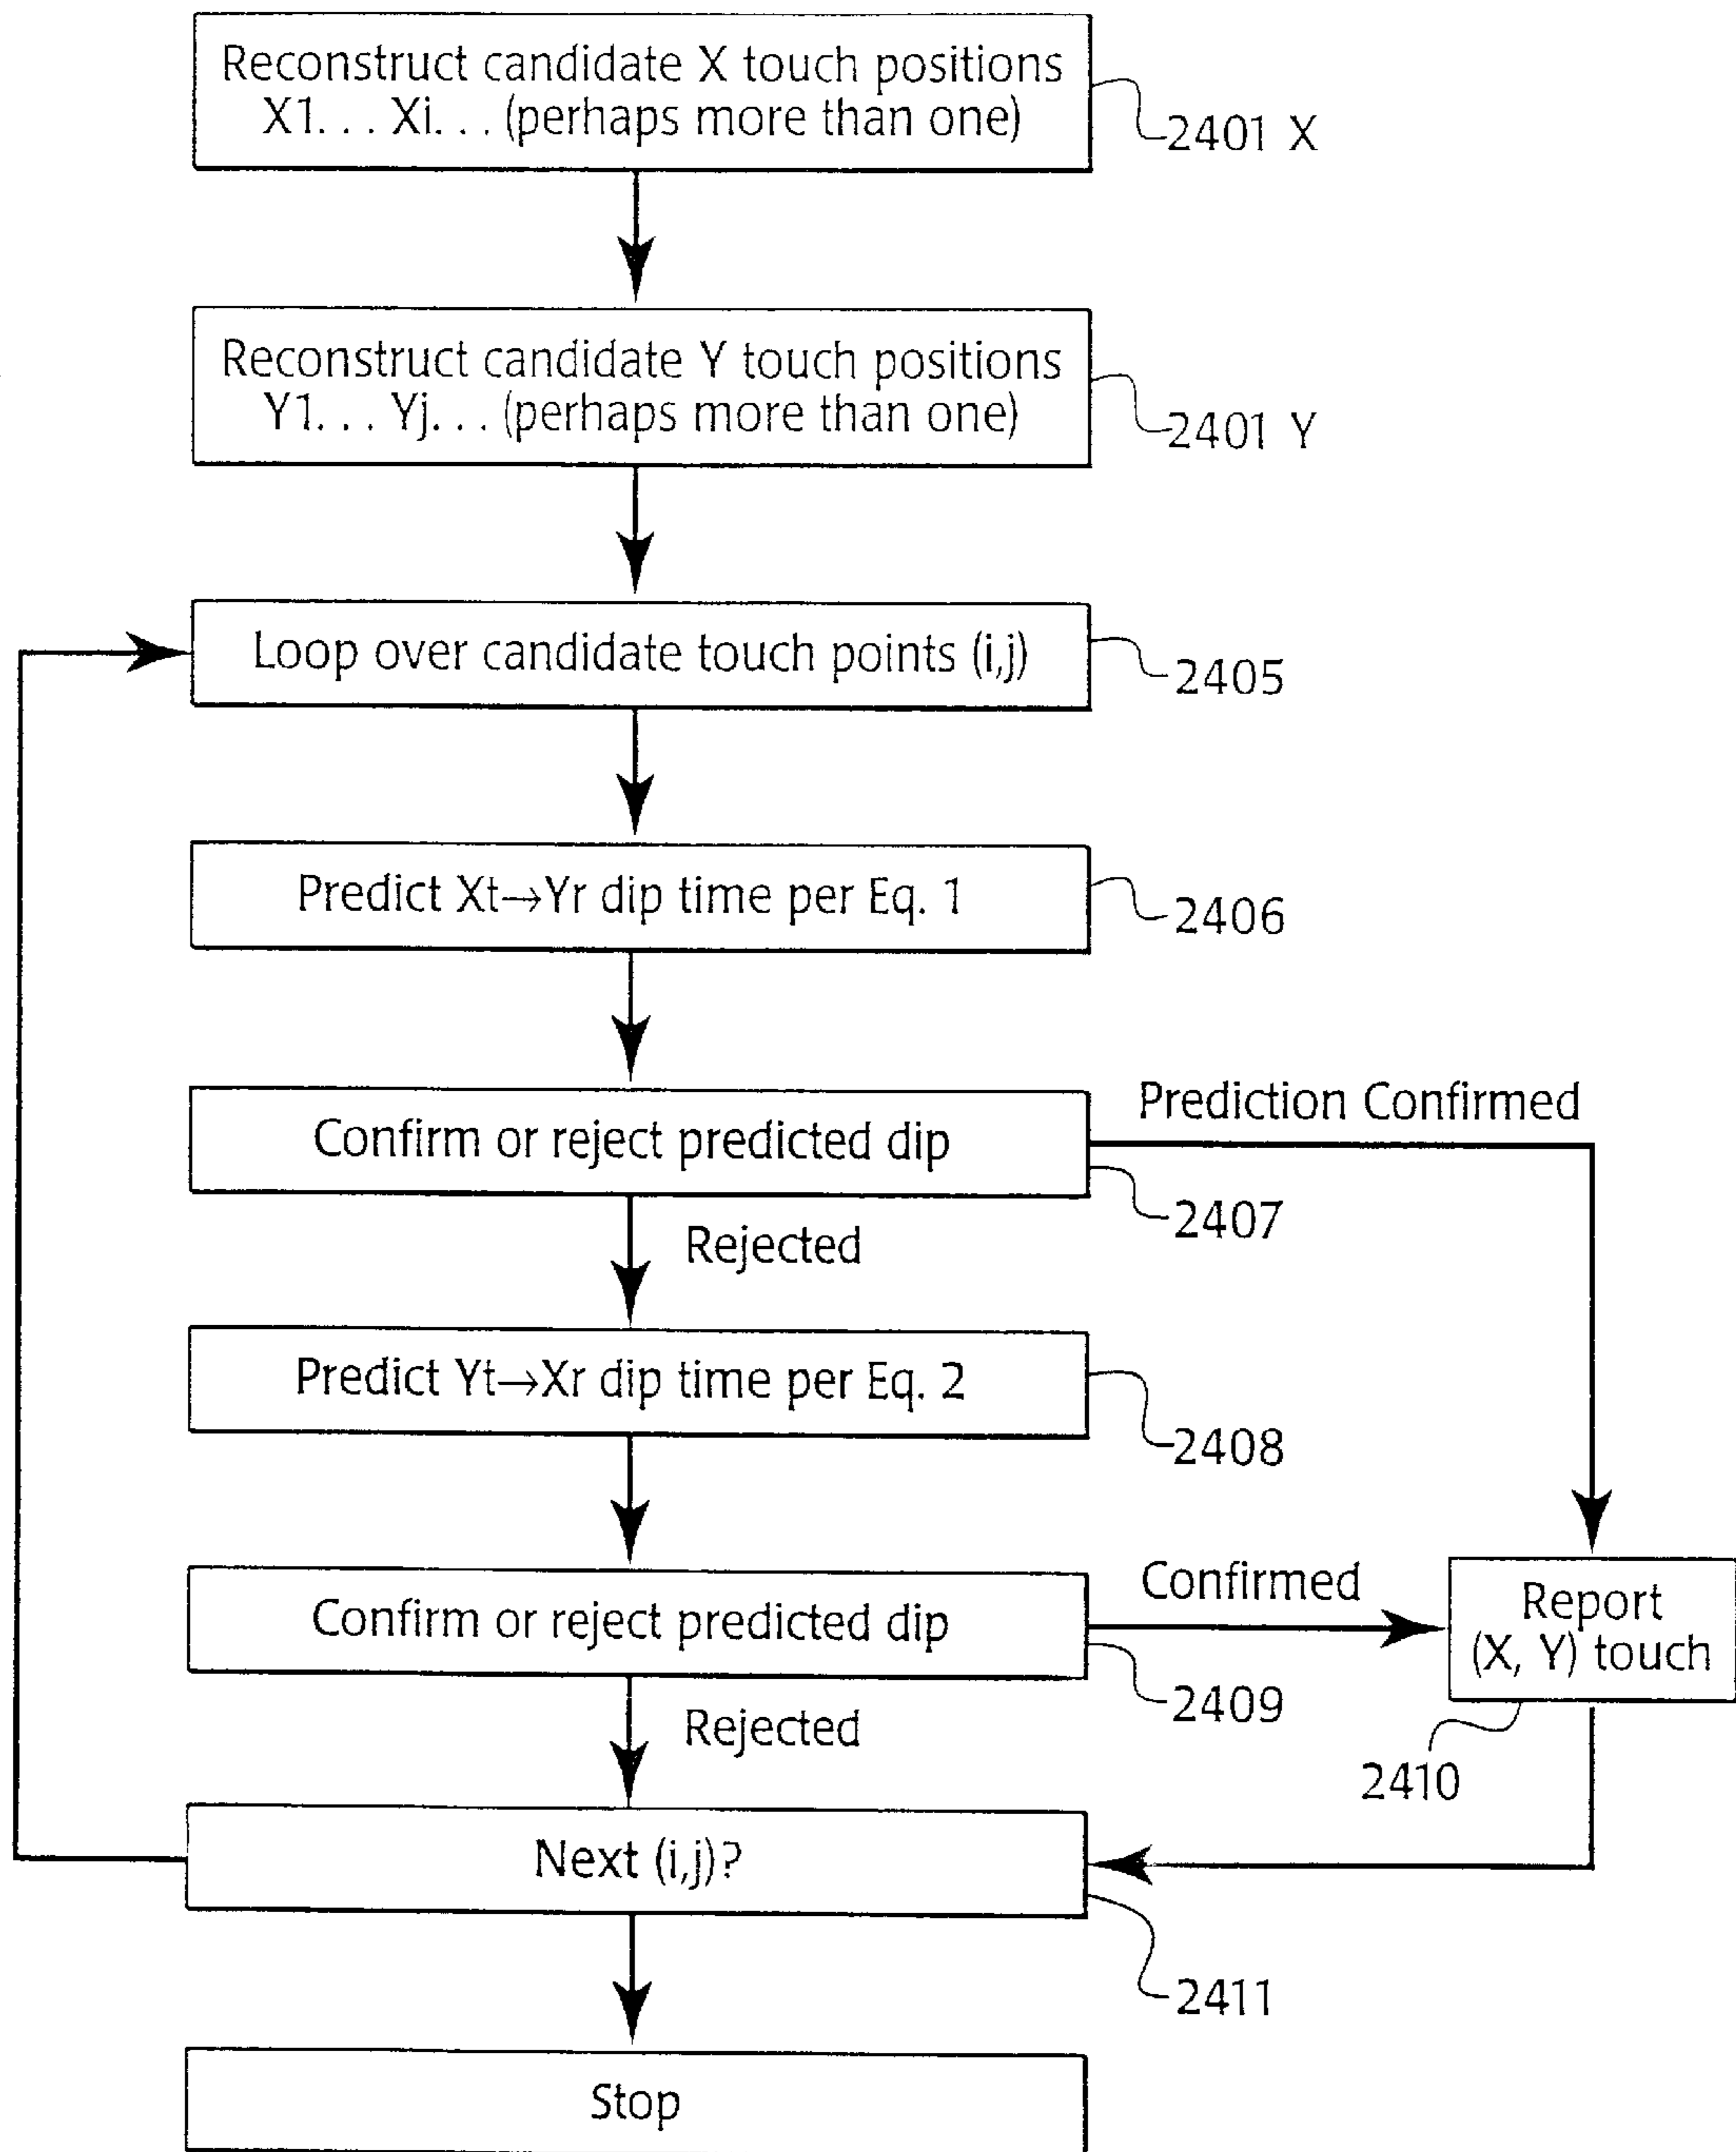 Reconstruct candidate X touch positions
X1. . . Xi. . . (perhaps more than one)
2401 X
Reconstruct candidate Y touch positions
Y1. . . Yj. . . (perhaps more than one)
2401 Y
Loop over candidate touch points (i,j)
2405
Predict Xt→Yr dip time per Eq. 1
2406
Prediction Confirmed
Confirm or reject predicted dip
2407
Rejected
Predict Yt→Xr dip time per Eq. 2
2408
Confirmed
Confirm or reject predicted dip
2409
Report
(X, Y) touch
2410
Rejected
Next (i,j)?
2411
Stop